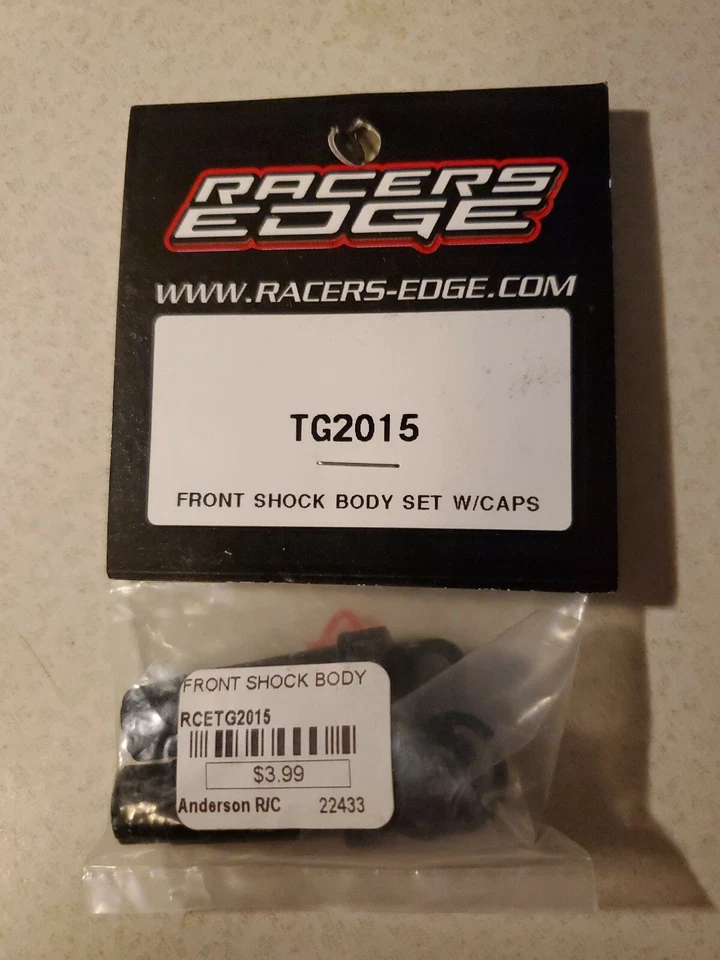 RACERS
EDGE
WWW.RACERS-EDGE.COM
TG2015
FRONT SHOCK BODY SET W/CAPS
FRONT SHOCK BODY
RCETG2015
$3.99
Anderson R/C 22433